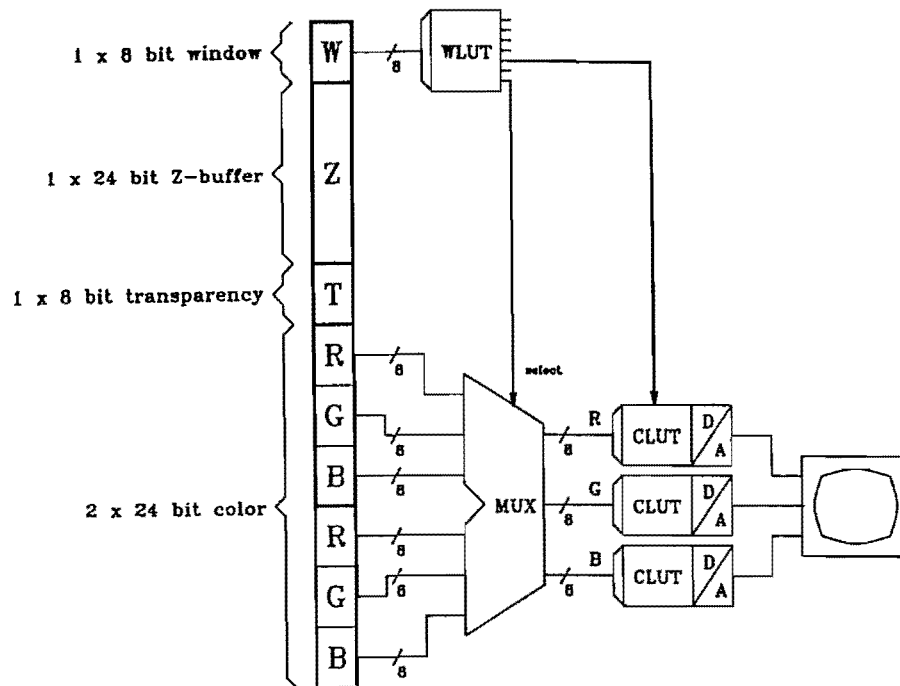 1 x 8 bit window
W
8
WLUT
1 x 24 bit Z-buffer
Z
1 x 8 bit transparency
T
R
8
select
G
8
R
8
CLUT
D
A
B
8
2 x 24 bit color
MUX
G
8
CLUT
D
A
R
8
G
8
B
8
CLUT
D
A
B
8